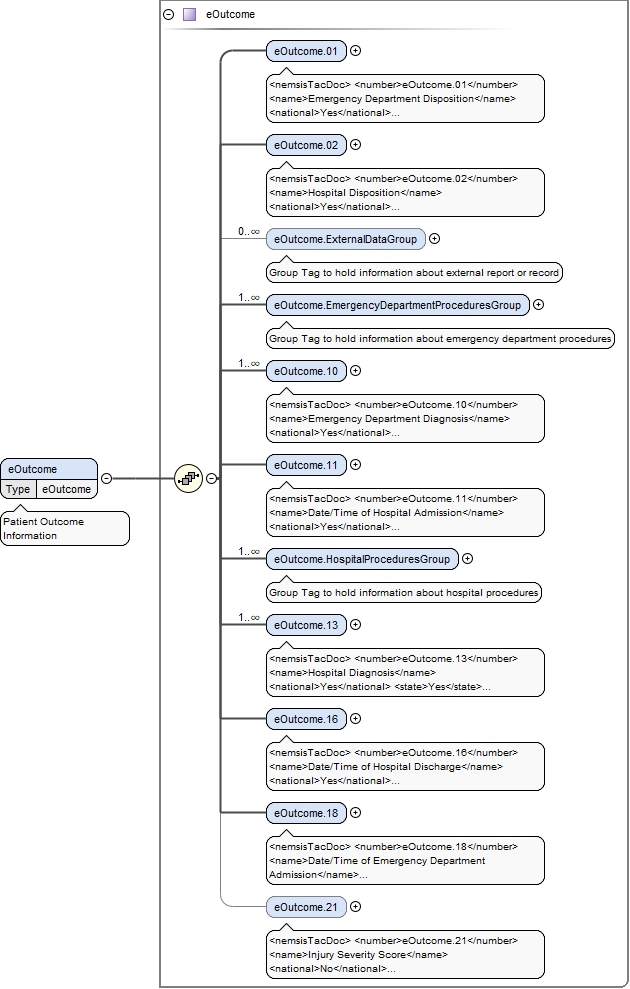 eOutcome
eOutcome.01
<nemsisTacDoc> <number>eOutcome.01</number>
<name>Emergency Department Disposition</name>
<national>Yes</national>...
eOutcome.02
<nemsisTacDoc> <number>eOutcome.02</number>
<name>Hospital Disposition</name>
<national>Yes</national>...
0..∞
eOutcome.ExternalDataGroup
Group Tag to hold information about external report or record
1..∞
eOutcome.EmergencyDepartmentProceduresGroup
Group Tag to hold information about emergency department procedures
1..∞
eOutcome.10
<nemsisTacDoc> <number>eOutcome.10</number>
<name>Emergency Department Diagnosis</name>
<national>Yes</national>...
eOutcome
Type eOutcome
Patient Outcome
Information
eOutcome.11
<nemsisTacDoc> <number>eOutcome.11</number>
<name>Date/Time of Hospital Admission</name>
<national>Yes</national>...
1..∞
eOutcome.HospitalProceduresGroup
Group Tag to hold information about hospital procedures
1..∞
eOutcome.13
<nemsisTacDoc> <number>eOutcome.13</number>
<name>Hospital Diagnosis</name>
<national>Yes</national> <state>Yes</state>...
eOutcome.16
<nemsisTacDoc> <number>eOutcome.16</number>
<name>Date/Time of Hospital Discharge</name>
<national>Yes</national>...
eOutcome.18
<nemsisTacDoc> <number>eOutcome.18</number>
<name>Date/Time of Emergency Department
Admission</name>...
eOutcome.21
<nemsisTacDoc> <number>eOutcome.21</number>
<name>Injury Severity Score</name>
<national>No</national>...